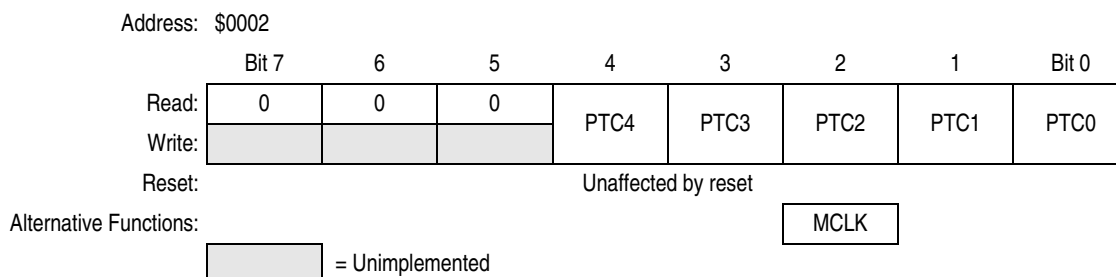 Address: $0002
Bit 7 6 5 4 3 2 1 Bit 0
Read: 0 0 0 PTC4 PTC3 PTC2 PTC1 PTC0
Write:
Reset: Unaffected by reset
Alternative Functions: MCLK
= Unimplemented